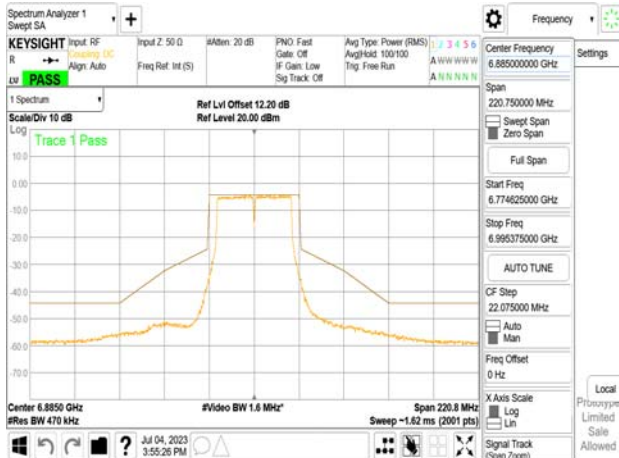 Spectrum Analyzer 1
Swept SA
Frequency
KEYSIGHT
R
LV
PASS
Input: RF
Coupling: DC
Align: Auto
Input Z: 50 Ω
Freq Ref: Int (S)
#Atten: 20 dB
PNO: Fast
Gate: Off
IF Gain: Low
Sig Track: Off
Avg Type: Power (RMS)
Avg|Hold: 100/100
Trig: Free Run
1 2 3 4 5 6
A W W W W W
A N N N N N
1 Spectrum
Scale/Div 10 dB
Log
Ref Lvl Offset 12.20 dB
Ref Level 20.00 dBm
Trace 1 Pass
10.0
0.00
-10.0
-20.0
-30.0
-40.0
-50.0
-60.0
-70.0
Center 6.8850 GHz
#Res BW 470 kHz
#Video BW 1.6 MHz*
Span 220.8 MHz
Sweep ~1.62 ms (2001 pts)
Jul 04, 2023
3:55:26 PM
Center Frequency
6.885000000 GHz
Settings
Span
220.750000 MHz
Swept Span
Zero Span
Full Span
Start Freq
6.774625000 GHz
Stop Freq
6.995375000 GHz
AUTO TUNE
CF Step
22.075000 MHz
Auto
Man
Freq Offset
0 Hz
X Axis Scale
Log
Lin
Signal Track
(Span Zoom)
Local
Prototype
Limited
Sale
Allowed